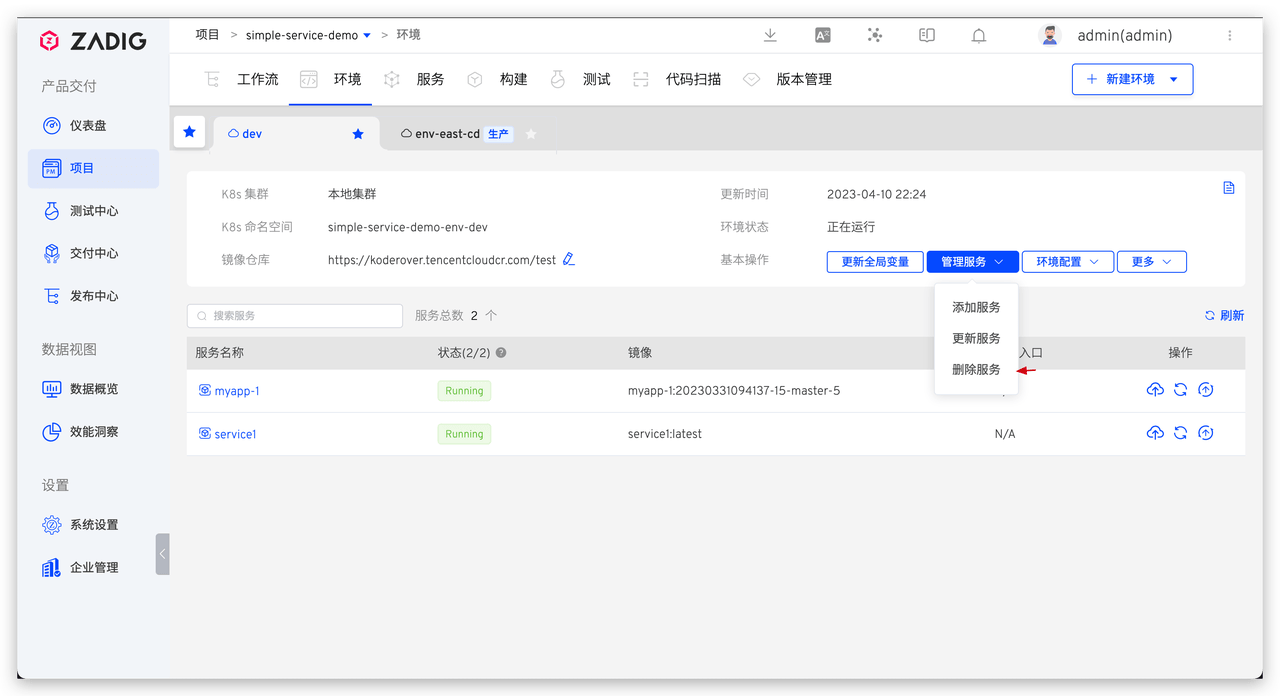 ZADIG
项目 > simple-service-demo > 环境
admin(admin)
产品交付
仪表盘
项目
测试中心
交付中心
发布中心
数据视图
数据概览
效能洞察
设置
系统设置
企业管理
工作流 环境 服务 构建 测试 代码扫描 版本管理
新建环境
dev
env-east-cd 生产
K8s 集群 本地集群 更新时间 2023-04-10 22:24
K8s 命名空间 simple-service-demo-env-dev 环境状态 正在运行
镜像仓库 https://koderover.tencentcloudcr.com/test 基本操作 更新全局变量 管理服务 环境配置 更多
添加服务
更新服务
删除服务
搜索服务 服务总数 2 个 刷新
服务名称 状态(2/2) 镜像 入口 操作
myapp-1 Running myapp-1:20230331094137-15-master-5
service1 Running service1:latest N/A